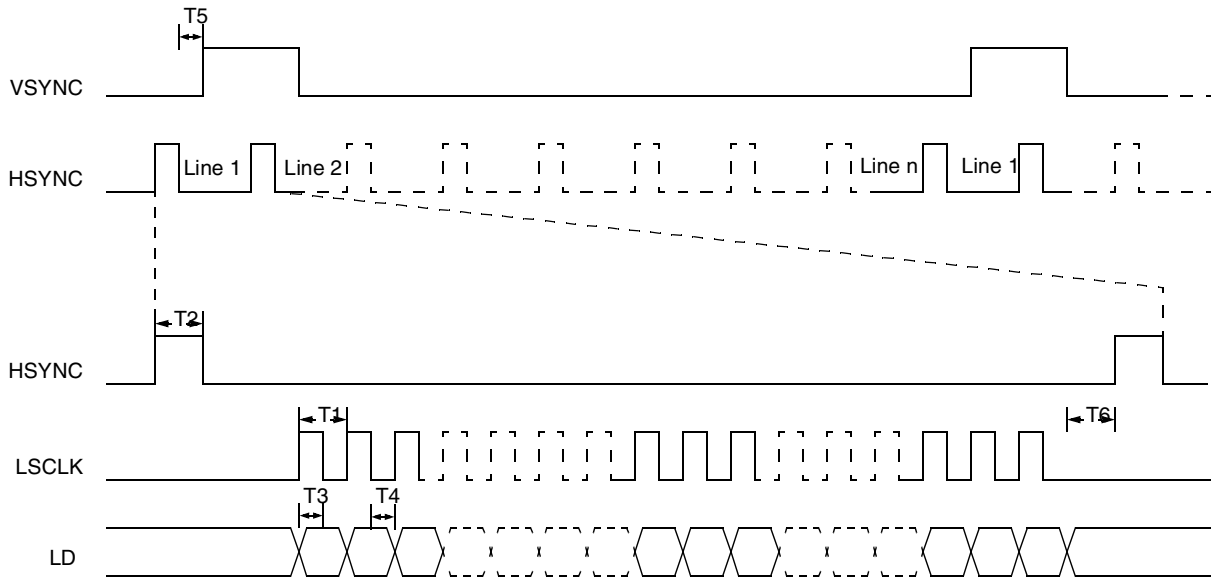 T5
VSYNC
HSYNC
Line 1
Line 2
Line n
Line 1
T2
HSYNC
T1
T6
LSCLK
T3
T4
LD